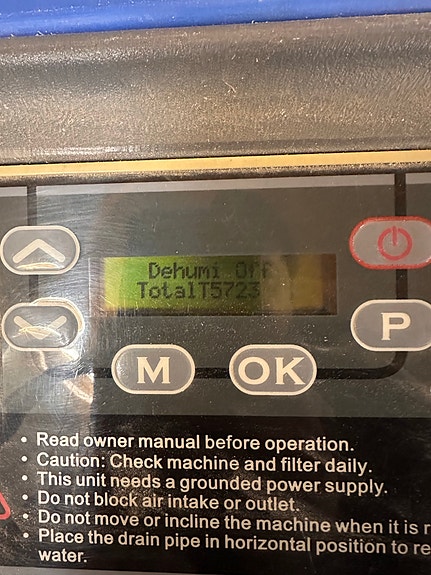 Dehumi Off
TotalT5723
P
M OK
• Read owner manual before operation.
• Caution: Check machine and filter daily.
• This unit needs a grounded power supply.
• Do not block air intake or outlet.
• Do not move or incline the machine when it is r
• Place the drain pipe in horizontal position to re
water.